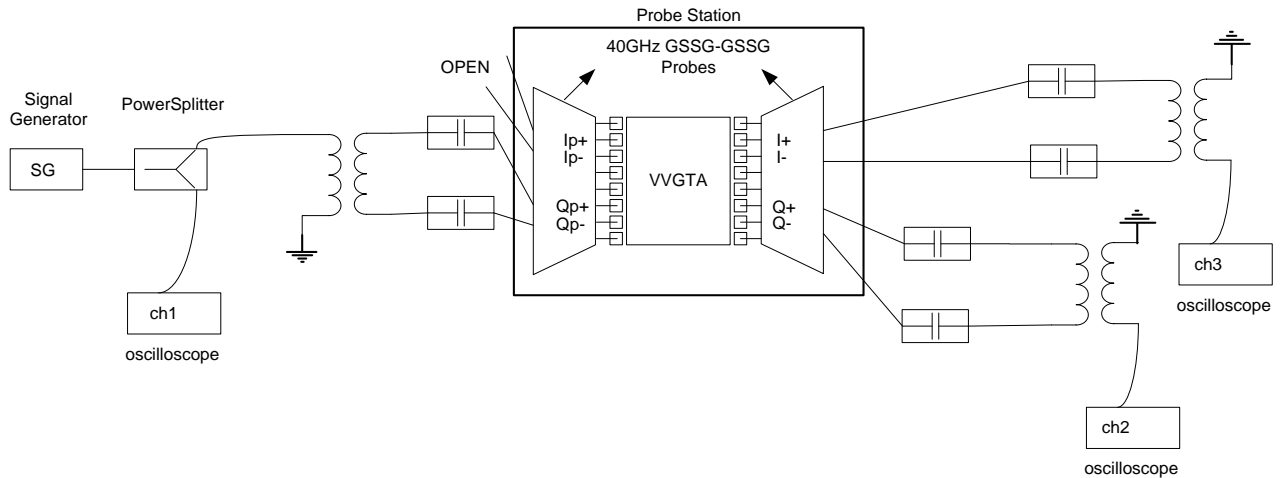 Probe Station
40GHz GSSG-GSSG
Probes
OPEN
Signal
Generator
PowerSplitter
SG
Ip+
Ip-
Qp+
Qp-
VVGTA
I+
I-
Q+
Q-
ch1
oscilloscope
ch3
oscilloscope
ch2
oscilloscope